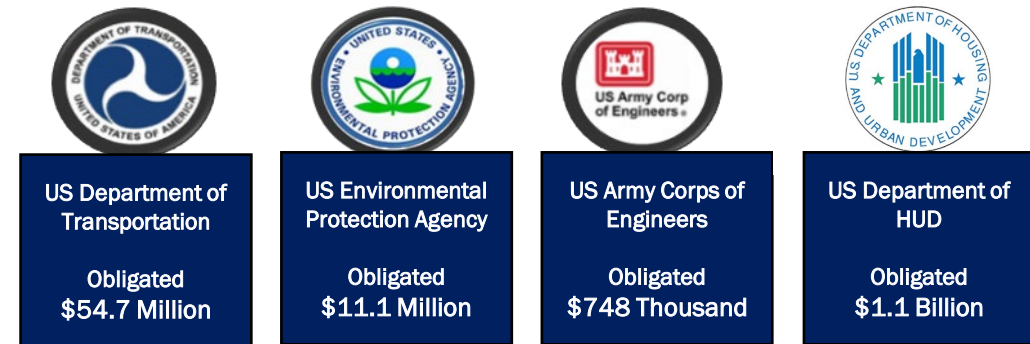 DEPARTMENT OF TRANSPORTATION
UNITED STATES OF AMERICA
UNITED STATES
ENVIRONMENTAL PROTECTION AGENCY
US Army Corp
of Engineers®
U.S. DEPARTMENT OF HOUSING
AND URBAN DEVELOPMENT
US Department of
Transportation
Obligated
$54.7 Million
US Environmental
Protection Agency
Obligated
$11.1 Million
US Army Corps of
Engineers
Obligated
$748 Thousand
US Department of
HUD
Obligated
$1.1 Billion